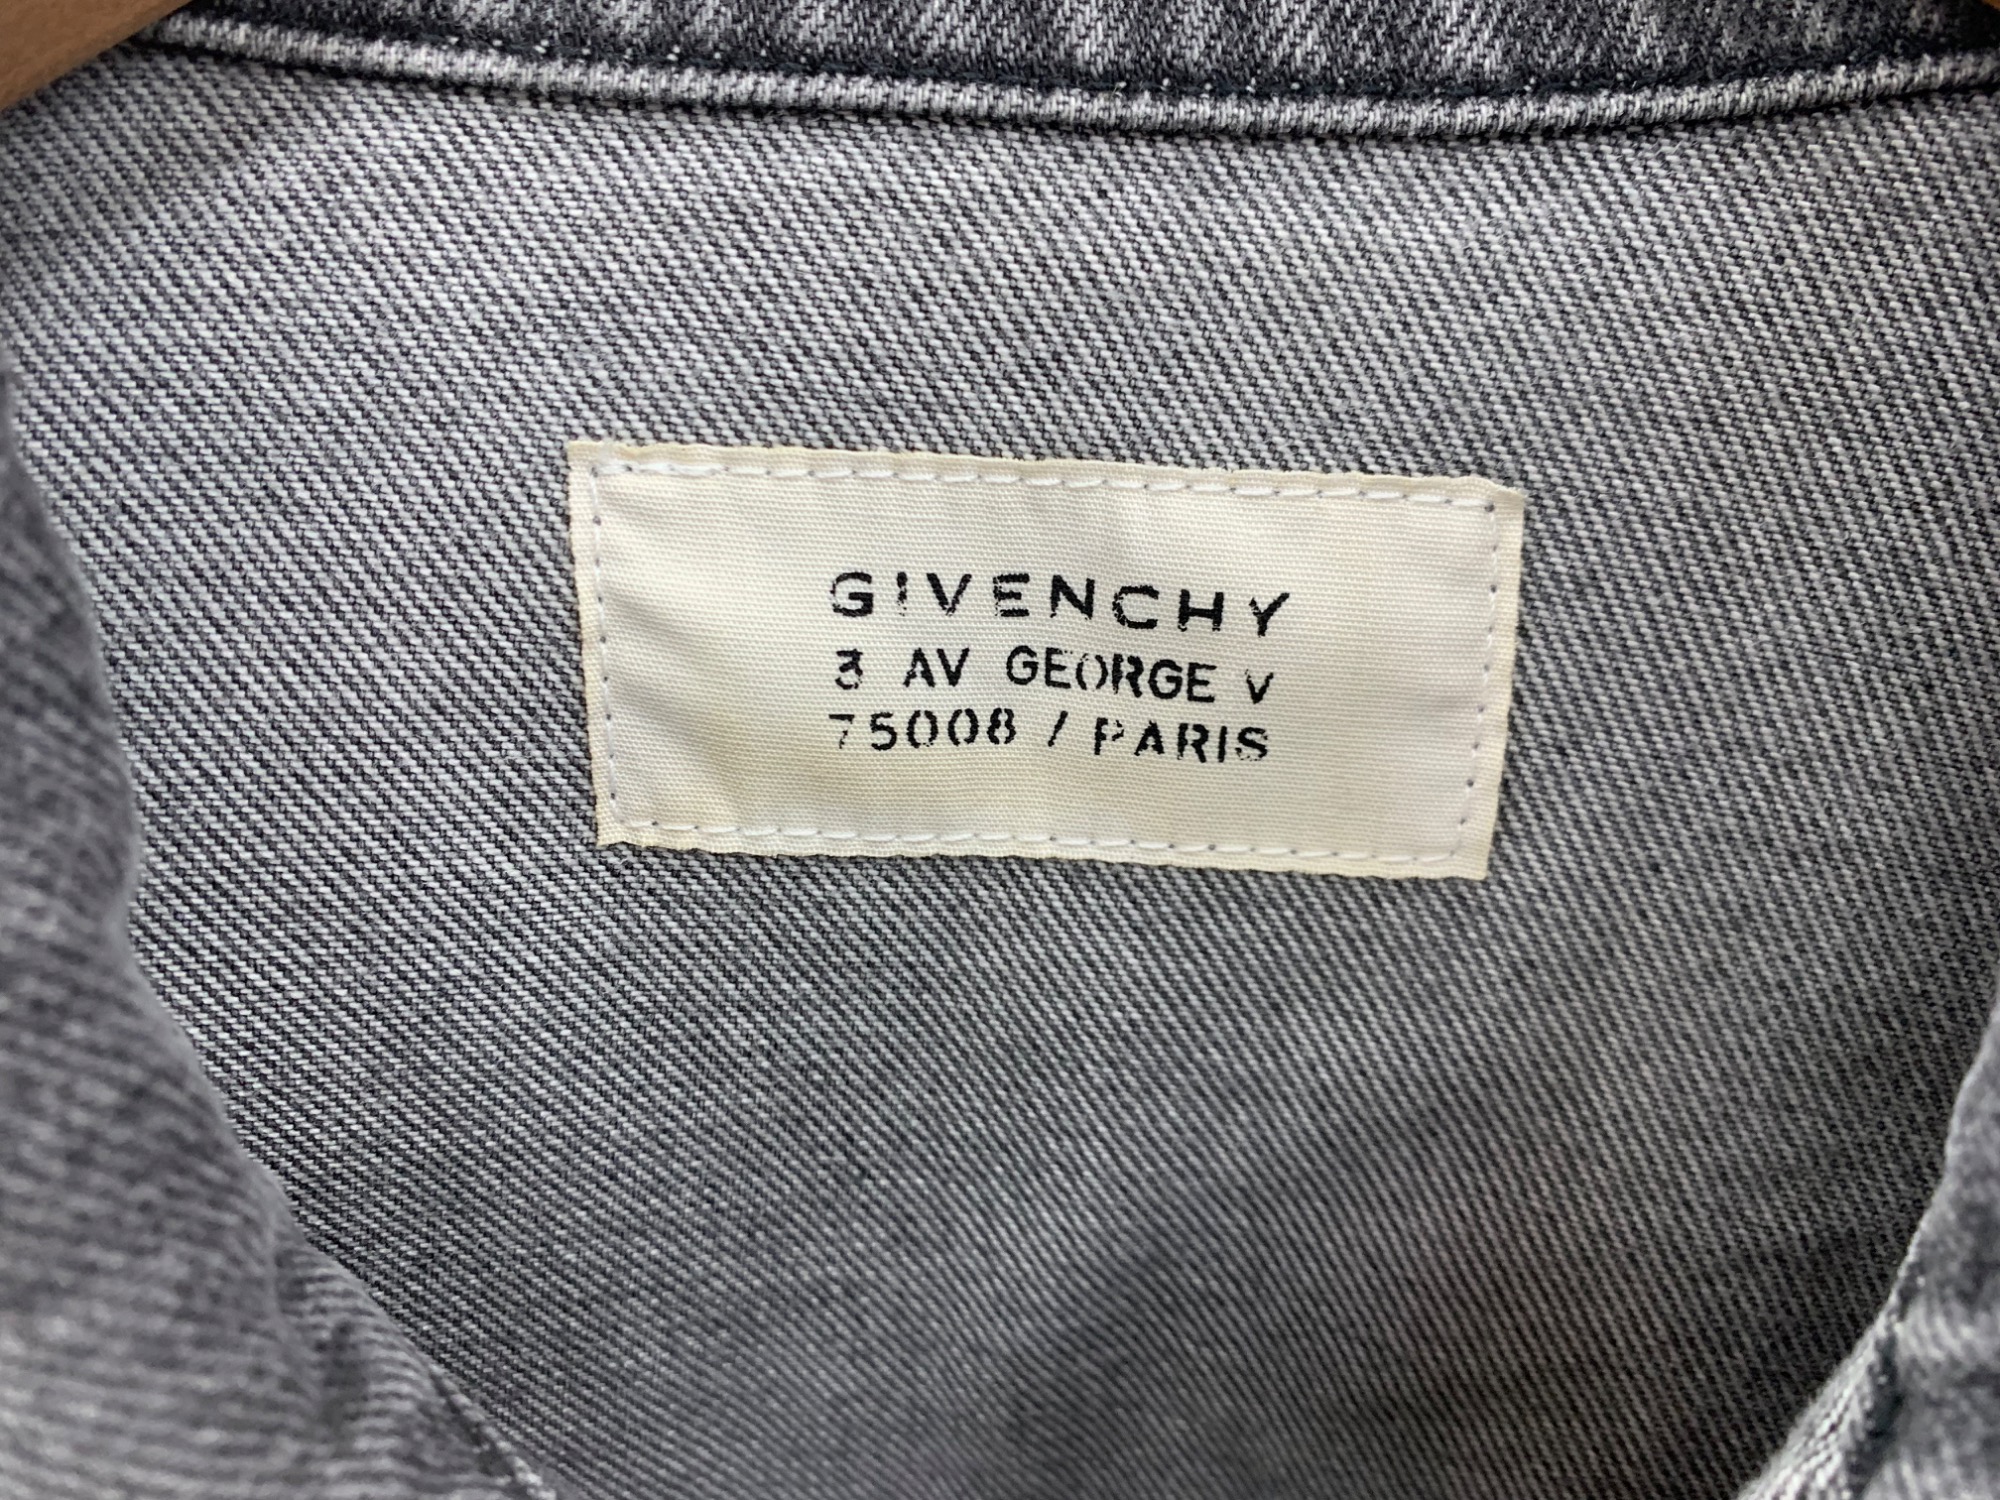 GIVENCHY
3 AV GEORGE V
75008 / PARIS